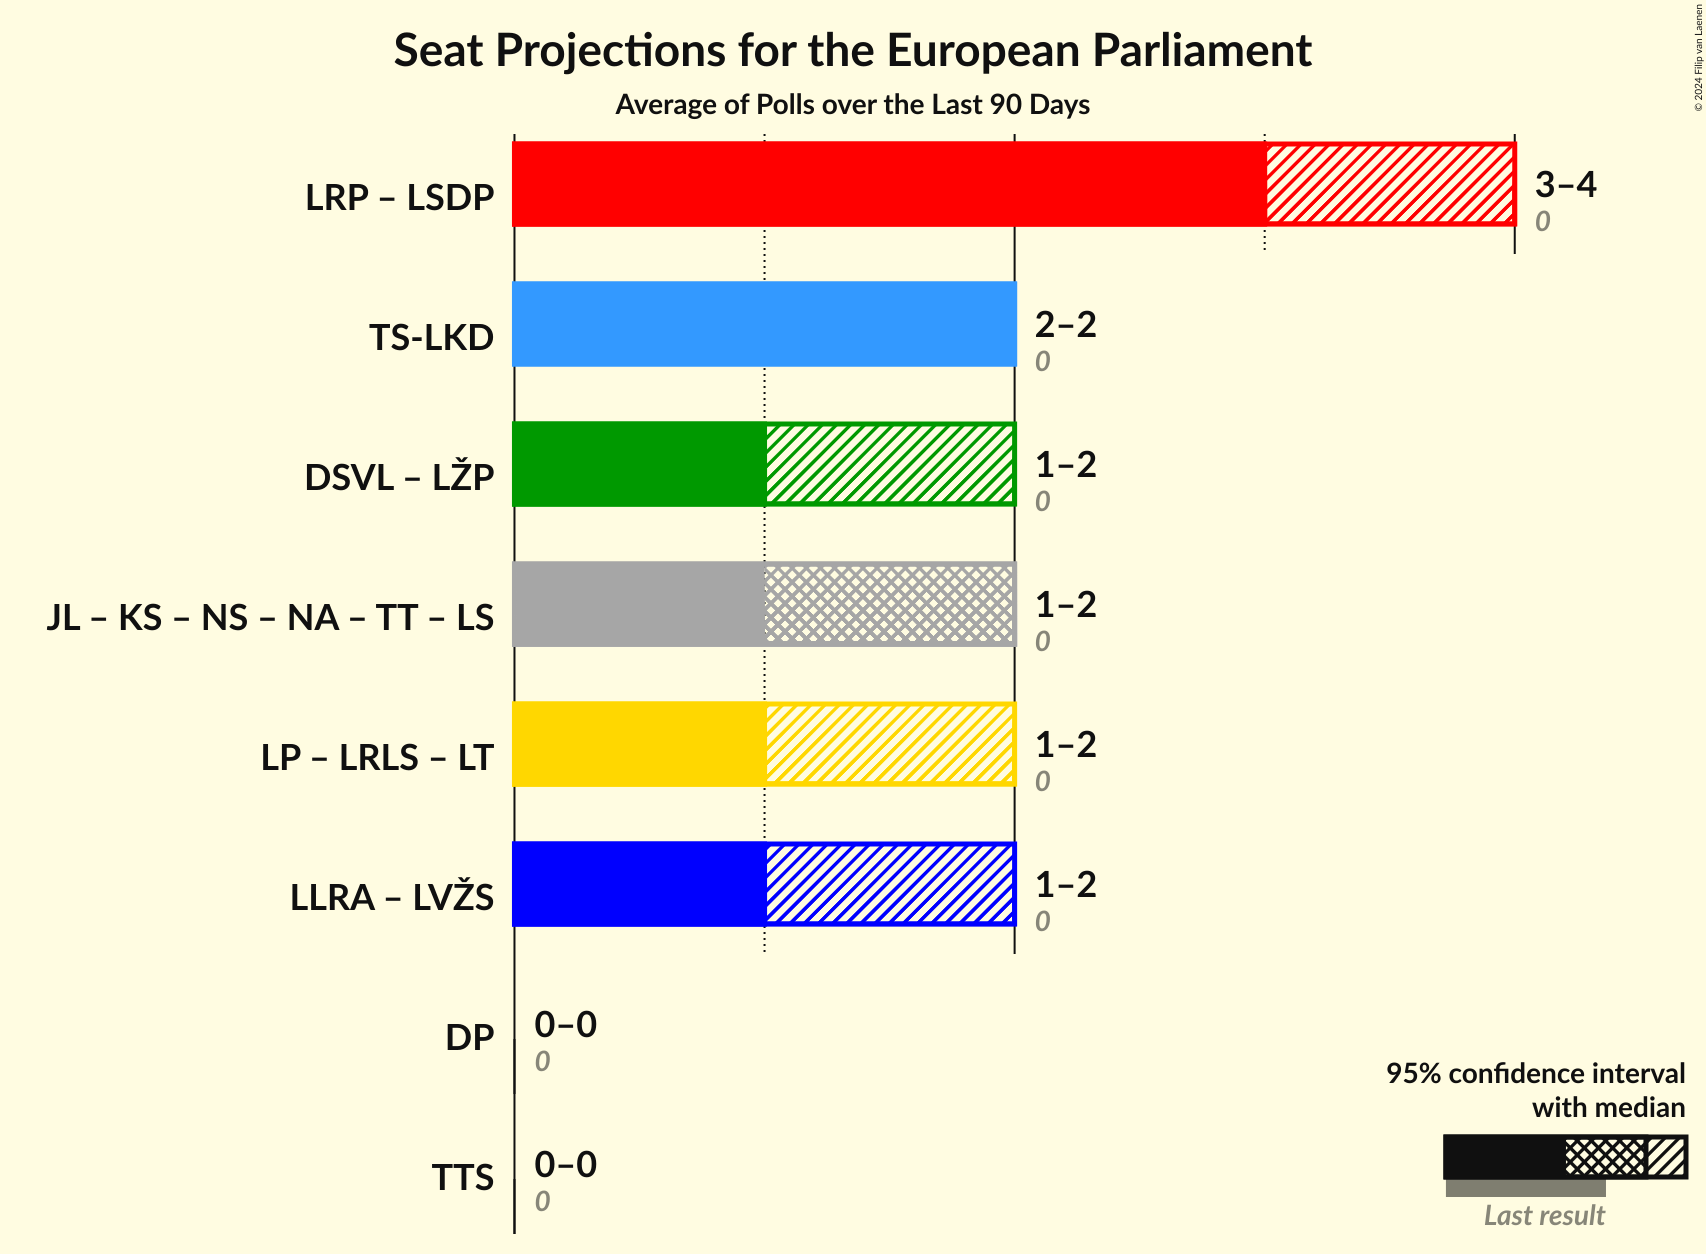 Seat Projections for the European Parliament
Average of Polls over the Last 90 Days
© 2024 Filip van Laenen
LRP – LSDP
3–4
0
TS-LKD
2–2
0
DSVL – LŽP
1–2
0
JL – KS – NS – NA – TT – LS
1–2
0
LP – LRLS – LT
1–2
0
LLRA – LVŽS
1–2
0
DP
0–0
0
TTS
0–0
0
95% confidence interval
with median
Last result